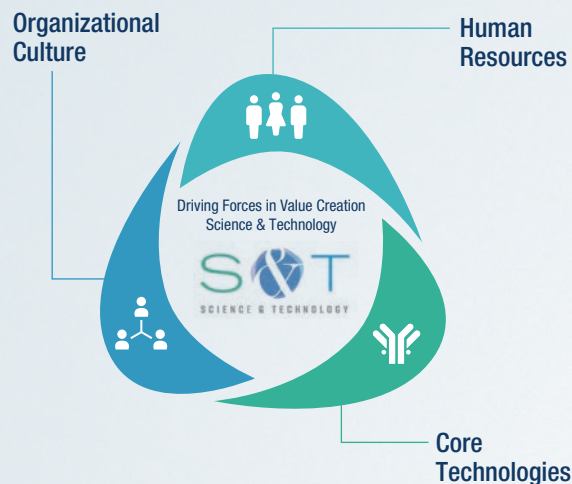 Organizational
Culture
Human
Resources
Driving Forces in Value Creation
Science & Technology
S&T
SCIENCE & TECHNOLOGY
Core
Technologies